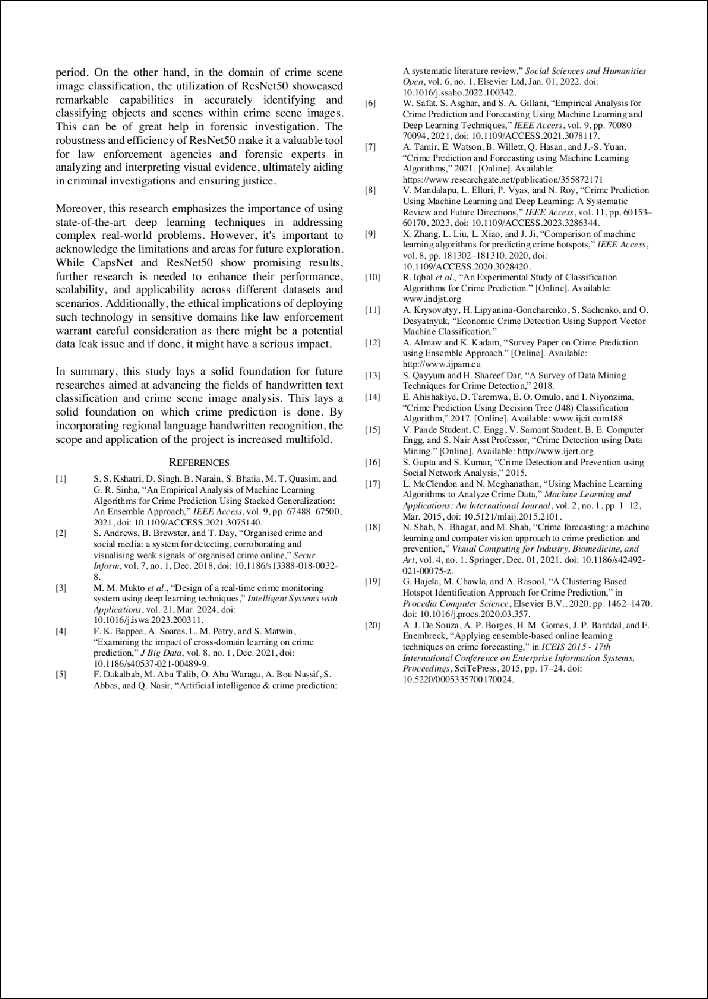 period. On the other hand, in the domain of crime scene
image classification, the utilization of ResNet50 showcased
remarkable capabilities in accurately identifying and
classifying objects and scenes within crime scene images.
This can be of great help in forensic investigation. The
robustness and efficiency of ResNet50 make it a valuable tool
for law enforcement agencies and forensic experts in
analyzing and interpreting visual evidence, ultimately aiding
in criminal investigations and ensuring justice.
Moreover, this research emphasizes the importance of using
state-of-the-art deep learning techniques in addressing
complex real-world problems. However, it's important to
acknowledge the limitations and areas for future exploration.
While CapsNet and ResNet50 show promising results,
further research is needed to enhance their performance,
scalability, and applicability across different datasets and
scenarios. Additionally, the ethical implications of deploying
such technology in sensitive domains like law enforcement
warrant careful consideration as there might be a potential
data leak issue and if done, it might have a serious impact.
In summary, this study lays a solid foundation for future
researches aimed at advancing the fields of handwritten text
classification and crime scene image analysis. This lays a
solid foundation on which crime prediction is done. By
incorporating regional language handwritten recognition, the
scope and application of the project is increased multifold.
REFERENCES
[1] S. S. Kshatri, D. Singh, B. Narain, S. Bhatia, M. T. Quasim, and
G. R. Sinha, “An Empirical Analysis of Machine Learning
Algorithms for Crime Prediction Using Stacked Generalization:
An Ensemble Approach,” IEEE Access, vol. 9, pp. 67488–67500,
2021, doi: 10.1109/ACCESS.2021.3075140.
[2] S. Andrews, B. Brewster, and T. Day, “Organised crime and
social media: a system for detecting, corroborating and
visualising weak signals of organised crime online,” Secur
Inform, vol. 7, no. 1, Dec. 2018, doi: 10.1186/s13388-018-0032-
8.
[3] M. M. Mukto et al., “Design of a real-time crime monitoring
system using deep learning techniques,” Intelligent Systems with
Applications, vol. 21, Mar. 2024, doi:
10.1016/j.iswa.2023.200311.
[4] F. K. Bappee, A. Soares, L. M. Petry, and S. Matwin,
“Examining the impact of cross-domain learning on crime
prediction,” J Big Data, vol. 8, no. 1, Dec. 2021, doi:
10.1186/s40537-021-00489-9.
[5] F. Dakalbab, M. Abu Talib, O. Abu Waraga, A. Bou Nassif, S.
Abbas, and Q. Nasir, “Artificial intelligence & crime prediction:
A systematic literature review,” Social Sciences and Humanities
Open, vol. 6, no. 1. Elsevier Ltd, Jan. 01, 2022. doi:
10.1016/j.ssaho.2022.100342.
[6] W. Safat, S. Asghar, and S. A. Gillani, “Empirical Analysis for
Crime Prediction and Forecasting Using Machine Learning and
Deep Learning Techniques,” IEEE Access, vol. 9, pp. 70080–
70094, 2021, doi: 10.1109/ACCESS.2021.3078117.
[7] A. Tamir, E. Watson, B. Willett, Q. Hasan, and J.-S. Yuan,
“Crime Prediction and Forecasting using Machine Learning
Algorithms,” 2021. [Online]. Available:
https://www.researchgate.net/publication/355872171
[8] V. Mandalapu, L. Elluri, P. Vyas, and N. Roy, “Crime Prediction
Using Machine Learning and Deep Learning: A Systematic
Review and Future Directions,” IEEE Access, vol. 11, pp. 60153–
60170, 2023, doi: 10.1109/ACCESS.2023.3286344.
[9] X. Zhang, L. Liu, L. Xiao, and J. Ji, “Comparison of machine
learning algorithms for predicting crime hotspots,” IEEE Access,
vol. 8, pp. 181302–181310, 2020, doi:
10.1109/ACCESS.2020.3028420.
[10] R. Iqbal et al., “An Experimental Study of Classification
Algorithms for Crime Prediction.” [Online]. Available:
www.indjst.org
[11] A. Krysovatyy, H. Lipyanina-Goncharenko, S. Sachenko, and O.
Desyatnyuk, “Economic Crime Detection Using Support Vector
Machine Classification.”
[12] A. Almaw and K. Kadam, “Survey Paper on Crime Prediction
using Ensemble Approach.” [Online]. Available:
http://www.ijpam.eu
[13] S. Qayyum and H. Shareef Dar, “A Survey of Data Mining
Techniques for Crime Detection,” 2018.
[14] E. Ahishakiye, D. Taremwa, E. O. Omulo, and I. Niyonzima,
“Crime Prediction Using Decision Tree (J48) Classification
Algorithm,” 2017. [Online]. Available: www.ijcit.com188
[15] V. Pande Student, C. Engg, V. Samant Student, B. E. Computer
Engg, and S. Nair Asst Professor, “Crime Detection using Data
Mining.” [Online]. Available: http://www.ijert.org
[16] S. Gupta and S. Kumar, “Crime Detection and Prevention using
Social Network Analysis,” 2015.
[17] L. McClendon and N. Meghanathan, “Using Machine Learning
Algorithms to Analyze Crime Data,” Machine Learning and
Applications: An International Journal, vol. 2, no. 1, pp. 1–12,
Mar. 2015, doi: 10.5121/mlaij.2015.2101.
[18] N. Shah, N. Bhagat, and M. Shah, “Crime forecasting: a machine
learning and computer vision approach to crime prediction and
prevention,” Visual Computing for Industry, Biomedicine, and
Art, vol. 4, no. 1. Springer, Dec. 01, 2021. doi: 10.1186/s42492-
021-00075-z.
[19] G. Hajela, M. Chawla, and A. Rasool, “A Clustering Based
Hotspot Identification Approach for Crime Prediction,” in
Procedia Computer Science, Elsevier B.V., 2020, pp. 1462–1470.
doi: 10.1016/j.procs.2020.03.357.
[20] A. J. De Souza, A. P. Borges, H. M. Gomes, J. P. Barddal, and F.
Enembreck, “Applying ensemble-based online learning
techniques on crime forecasting,” in ICEIS 2015 - 17th
International Conference on Enterprise Information Systems,
Proceedings, SciTePress, 2015, pp. 17–24. doi:
10.5220/0005335700170024.